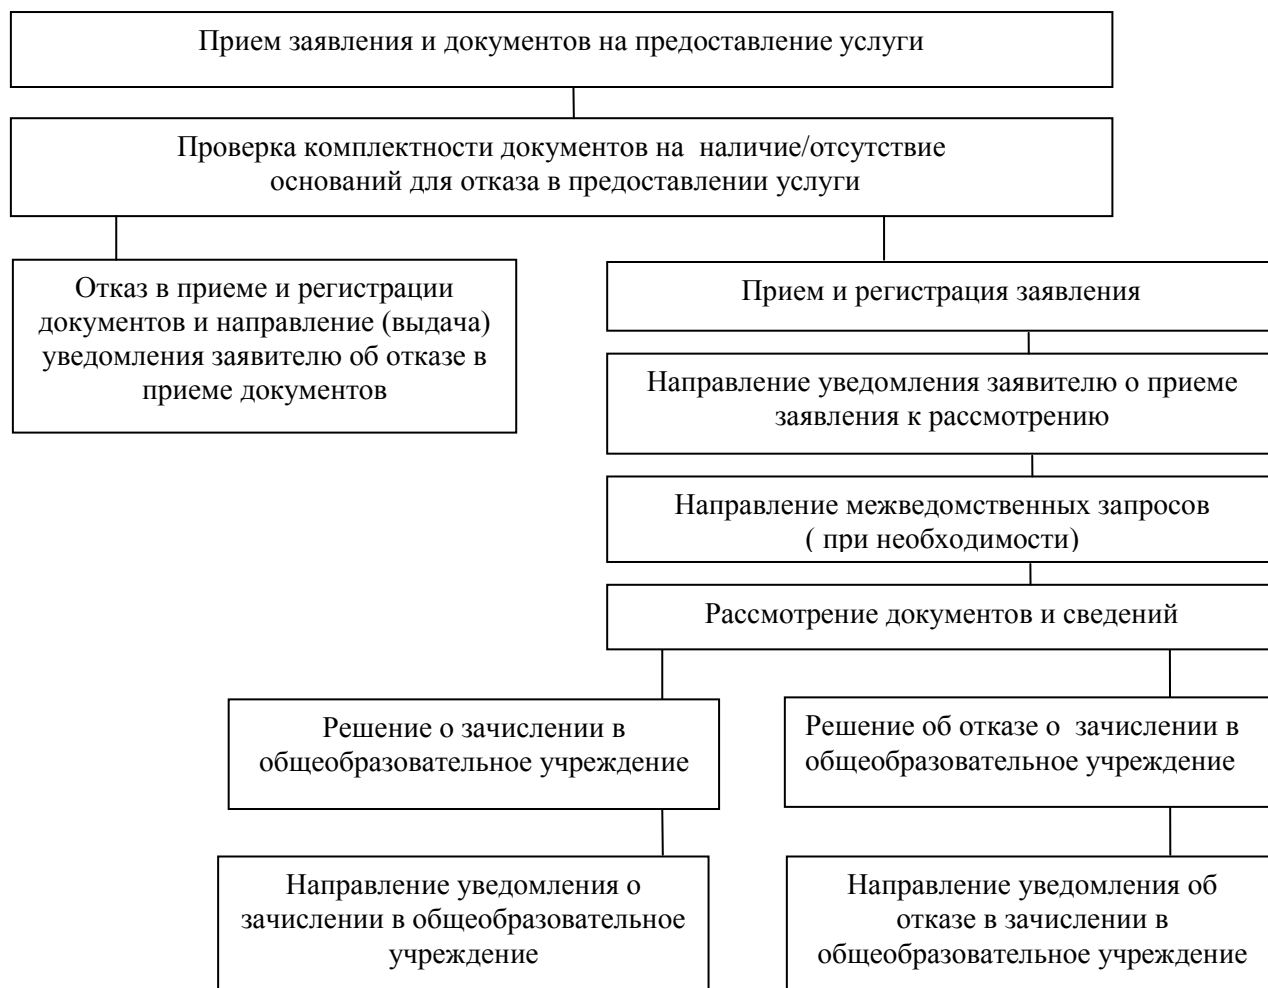 Прием заявления и документов на предоставление услуги
Проверка комплектности документов на  наличие/отсутствие
оснований для отказа в предоставлении услуги
Отказ в приеме и регистрации
документов и направление (выдача)
уведомления заявителю об отказе в
приеме документов
Прием и регистрация заявления
Направление уведомления заявителю о приеме
заявления к рассмотрению
Направление межведомственных запросов
( при необходимости)
Рассмотрение документов и сведений
Решение о зачислении в
общеобразовательное учреждение
Решение об отказе о  зачислении в
общеобразовательное учреждение
Направление уведомления о
зачислении в общеобразовательное
учреждение
Направление уведомления об
отказе в зачислении в
общеобразовательное учреждение